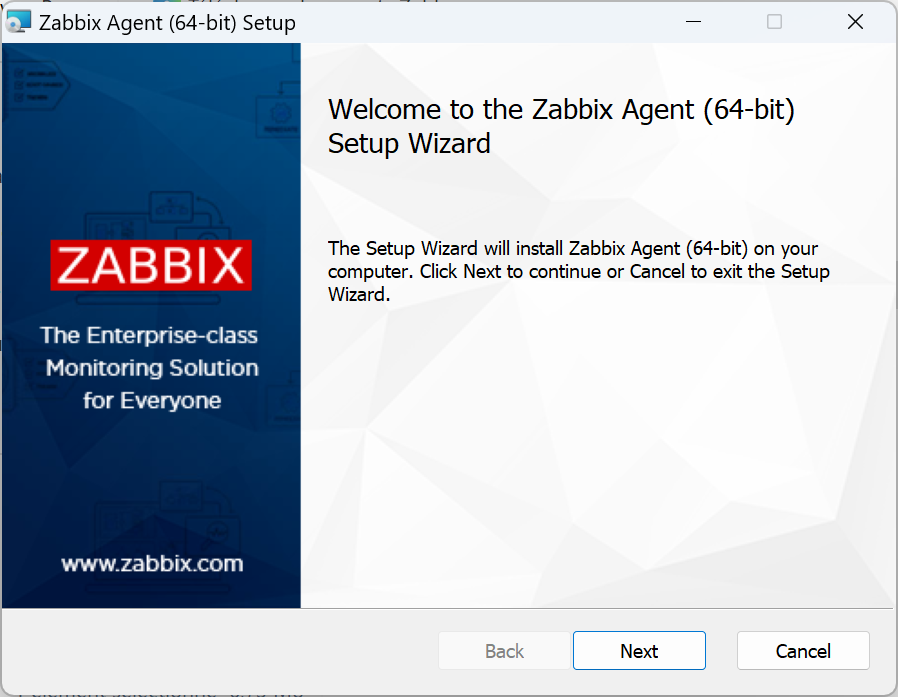 Zabbix Agent (64-bit) Setup
Welcome to the Zabbix Agent (64-bit)
Setup Wizard
The Setup Wizard will install Zabbix Agent (64-bit) on your
computer. Click Next to continue or Cancel to exit the Setup
Wizard.
ZABBIX
The Enterprise-class
Monitoring Solution
for Everyone
www.zabbix.com
Back
Next
Cancel